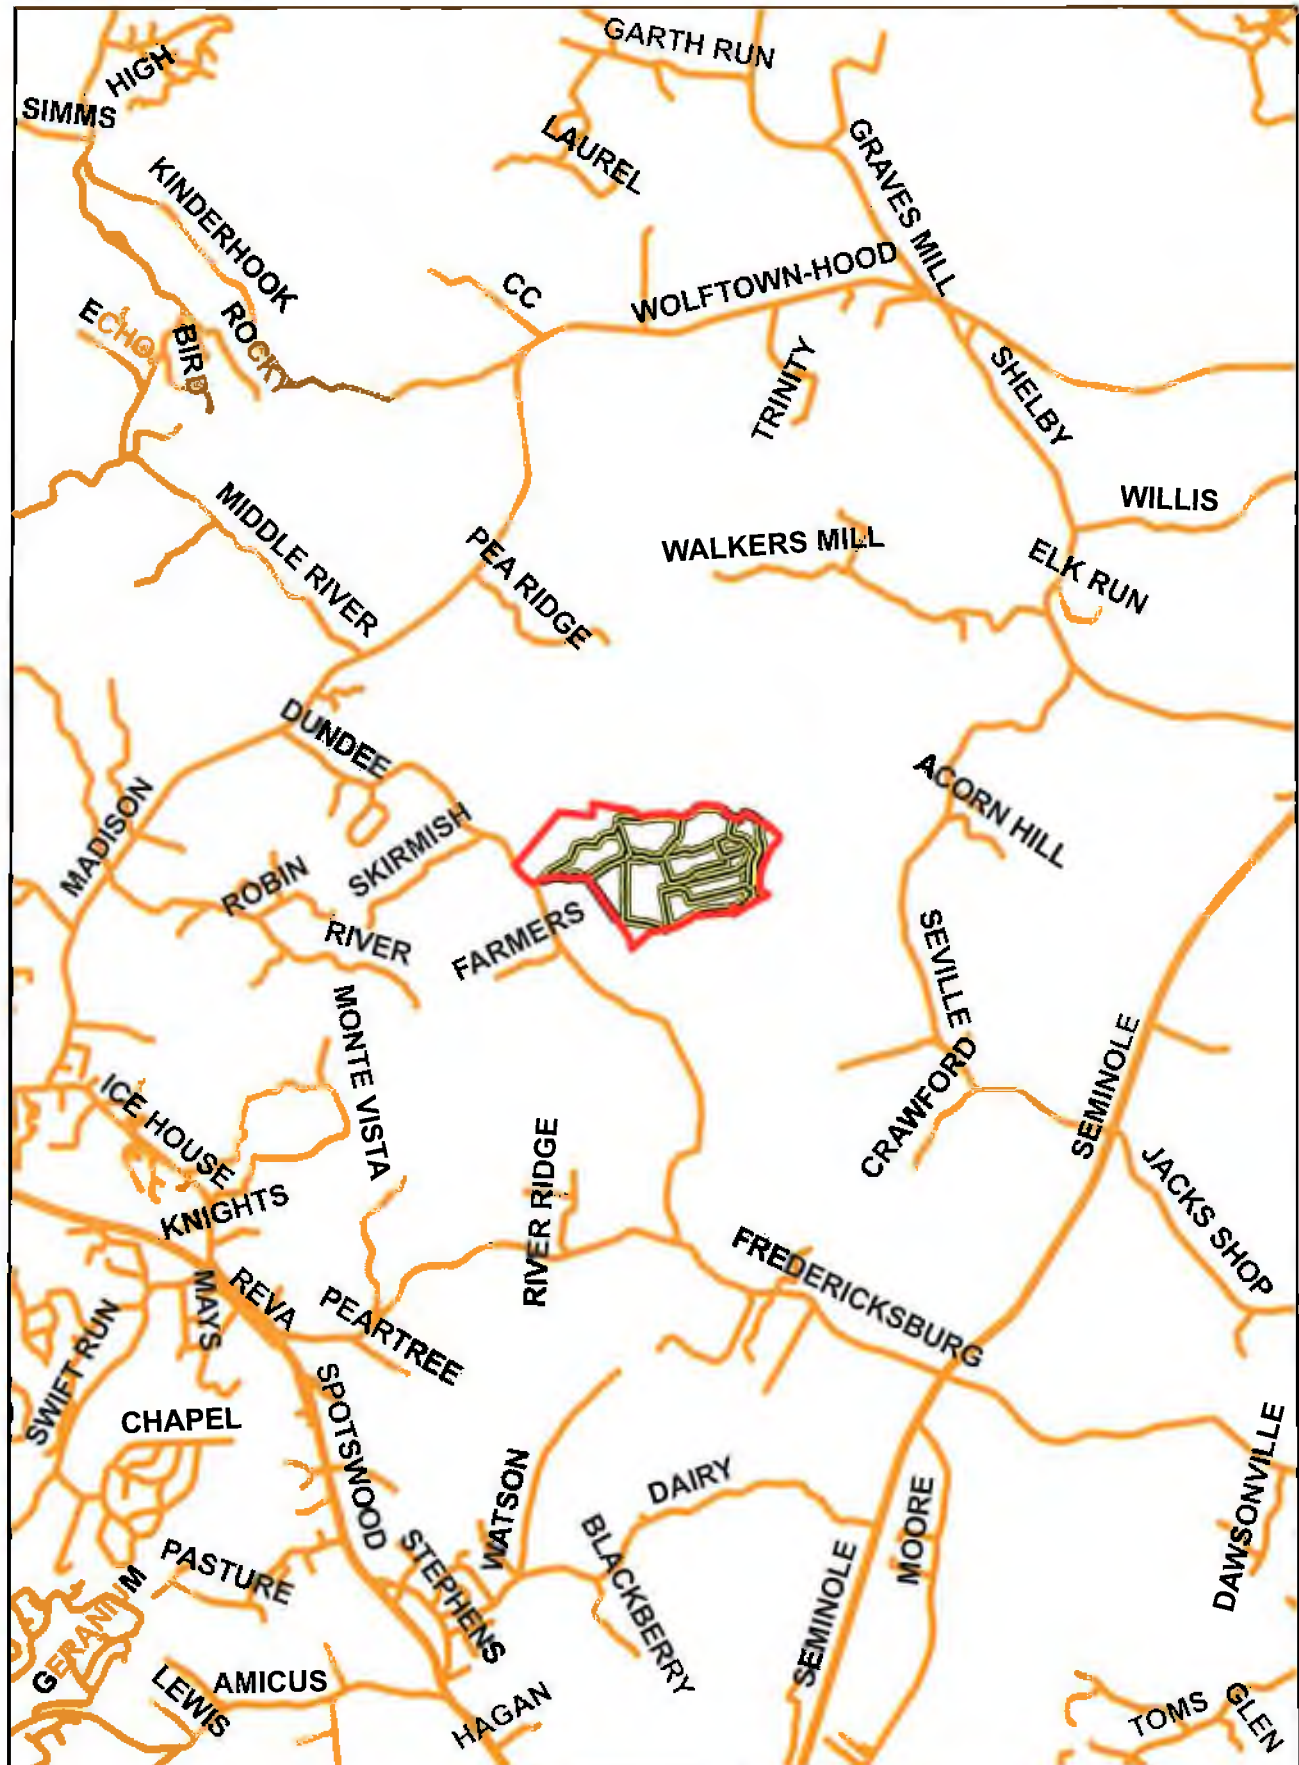 GARTH RUN
HIGH
SIMMS
LAUREL
GRAVES MILL
KINDERHOOK
WOLFTOWN-HOOD
CC
ECHO
BIRD
ROCKY
TRINITY
SHELBY
WILLIS
MIDDLE RIVER
PEA RIDGE
WALKERS MILL
ELK RUN
DUNDEE
ACORN HILL
MADISON
SKIRMISH
ROBIN
RIVER
FARMERS
SEVILLE
MONTE VISTA
CRAWFORD
SEMINOLE
ICE HOUSE
KNIGHTS
RIVER RIDGE
JACKS SHOP
FREDERICKSBURG
MAYS
REVA
PEARTREE
SWIFT RUN
CHAPEL
SPOTSWOOD
WATSON
DAIRY
MOORE
DAWSONVILLE
STEPHENS
BLACKBERRY
PASTURE
SEMINOLE
LEWIS
AMICUS
HAGAN
TOMS
GLEN